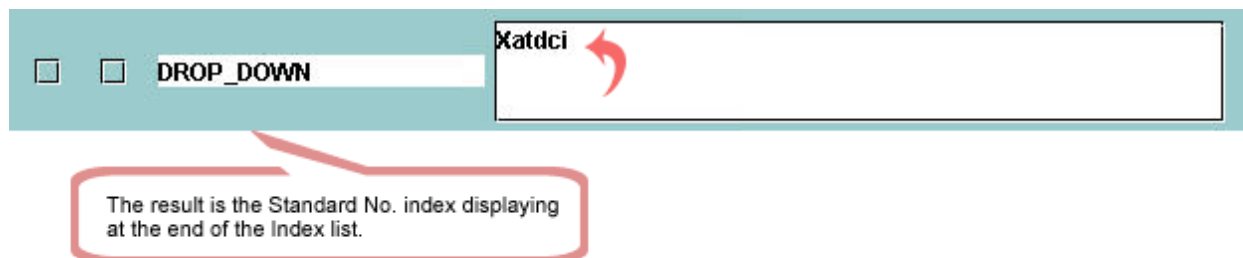 Xatdci
DROP_DOWN
The result is the Standard No. index displaying
at the end of the Index list.